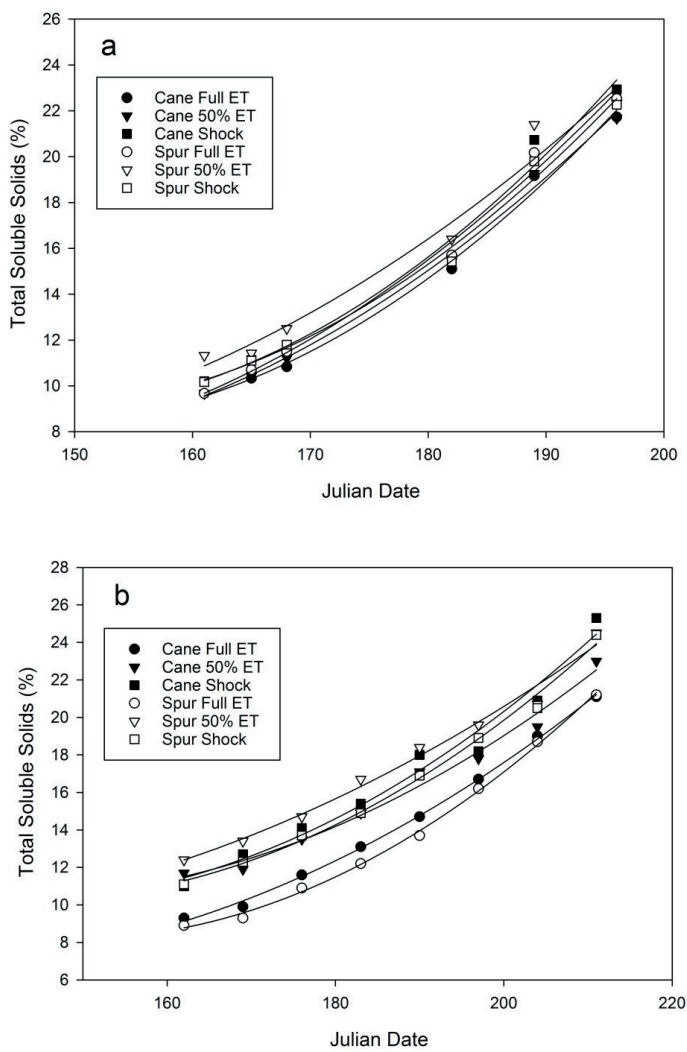 a
Cane Full ET
Cane 50% ET
Cane Shock
Spur Full ET
Spur 50% ET
Spur Shock
Total Soluble Solids (%)
26
24
22
20
18
16
14
12
10
8
150
160
170
180
190
200
Julian Date
b
Cane Full ET
Cane 50% ET
Cane Shock
Spur Full ET
Spur 50% ET
Spur Shock
Total Soluble Solids (%)
28
26
24
22
20
18
16
14
12
10
8
6
160
180
200
220
Julian Date